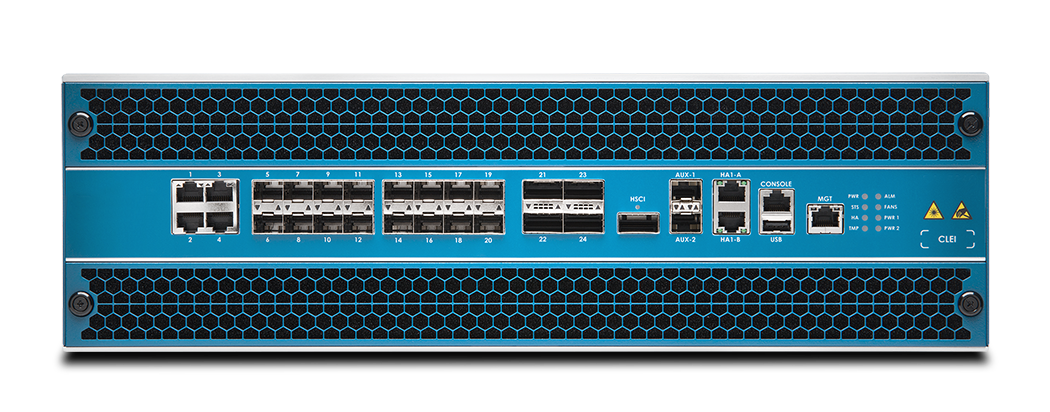 1 3 5 7 9 11 13 15 17 19 21 23 AUX-1 HA1-A
CONSOLE
HSCI MGT
PWR ALM
STS FANS
HA PWR 1
TMP PWR 2
2 4 6 8 10 12 14 16 18 20 22 24 AUX-2 HA1-B USB
CLEI